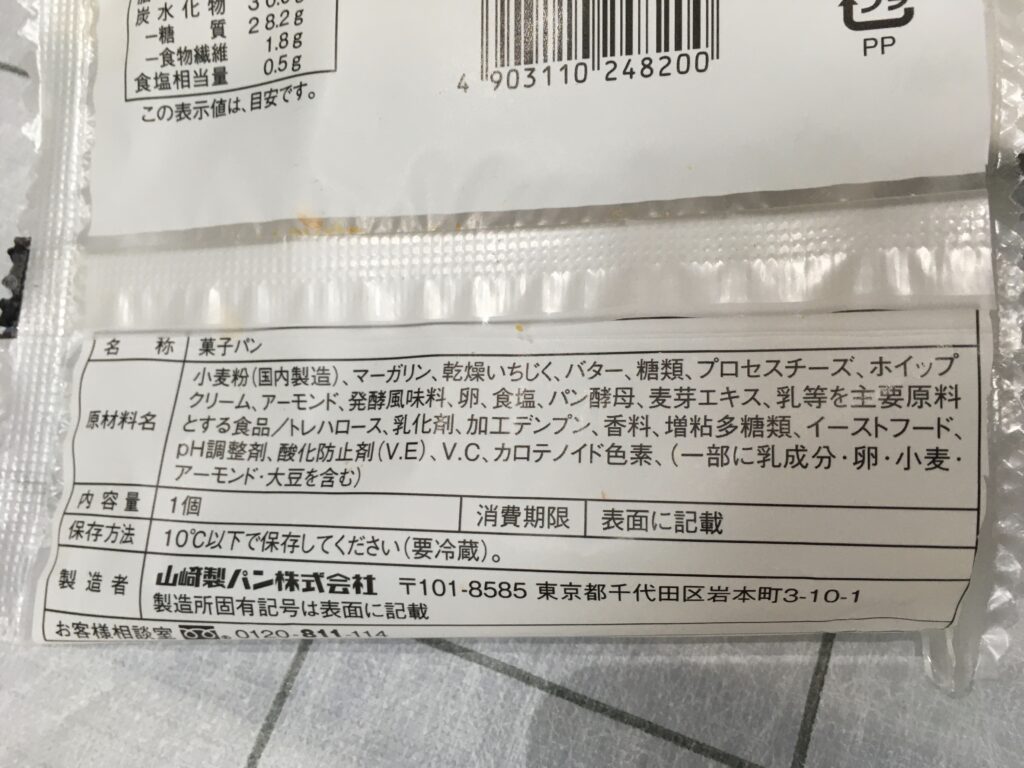 炭水化物
－糖 質 28.2g
－食物繊維 1.8g
食塩相当量 0.5g
この表示値は、目安です。
4 903110 248200
PP
名 称 菓子パン
原材料名 小麦粉(国内製造)、マーガリン、乾燥いちじく、バター、糖類、プロセスチーズ、ホイップ
クリーム、アーモンド、発酵風味料、卵、食塩、パン酵母、麦芽エキス、乳等を主要原料
とする食品/トレハロース、乳化剤、加工デンプン、香料、増粘多糖類、イーストフード、
pH調整剤、酸化防止剤(V.E)、V.C、カロテノイド色素、(一部に乳成分・卵・小麦・
アーモンド・大豆を含む)
内容量 1個 消費期限 表面に記載
保存方法 10℃以下で保存してください(要冷蔵)。
製造者 山崎製パン株式会社 〒101-8585 東京都千代田区岩本町3-10-1
製造所固有記号は表面に記載
お客様相談室 0120-811-114